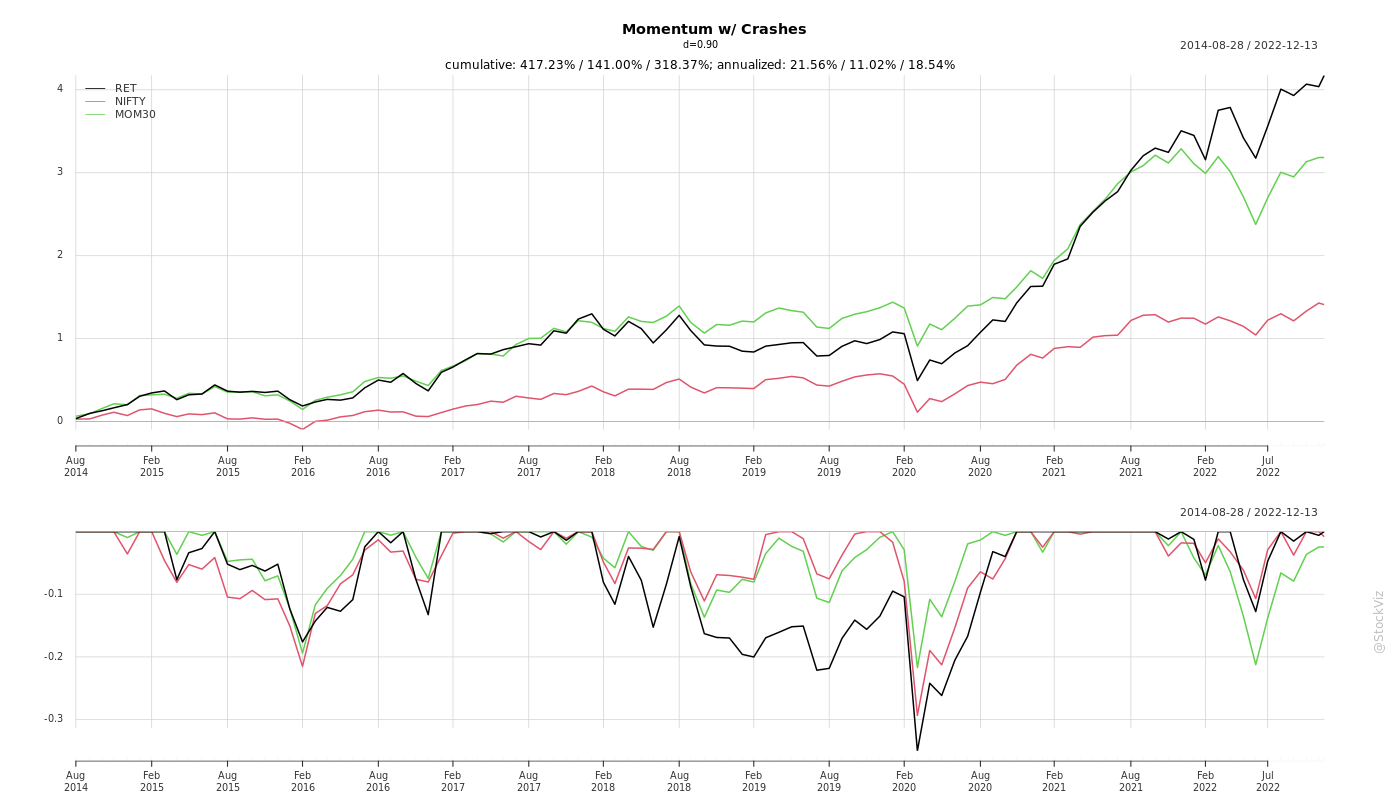 Momentum w/ Crashes
d=0.90
2014-08-28 / 2022-12-13
cumulative: 417.23% / 141.00% / 318.37%; annualized: 21.56% / 11.02% / 18.54%
RET
NIFTY
MOM30
4
3
2
1
0
Aug Feb Aug Feb Aug Feb Aug Feb Aug Feb Aug Feb Aug Feb Aug Feb Jul
2014 2015 2015 2016 2016 2017 2017 2018 2018 2019 2019 2020 2020 2021 2021 2022 2022
2014-08-28 / 2022-12-13
-0.1
-0.2
-0.3
Aug Feb Aug Feb Aug Feb Aug Feb Aug Feb Aug Feb Aug Feb Aug Feb Jul
2014 2015 2015 2016 2016 2017 2017 2018 2018 2019 2019 2020 2020 2021 2021 2022 2022
@StockViz